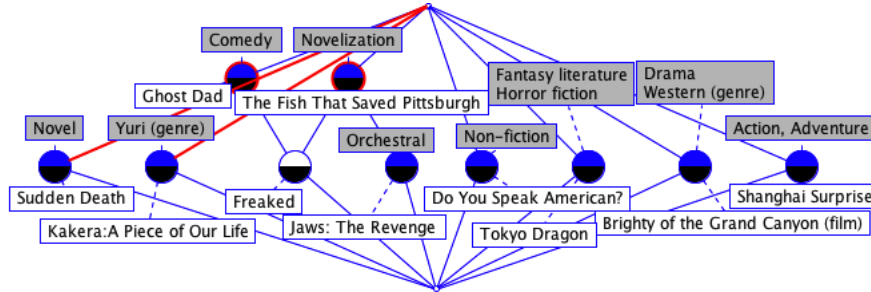 Comedy
Novelization
Ghost Dad
The Fish That Saved Pittsburgh
Fantasy literature
Horror fiction
Drama
Western (genre)
Novel
Yuri (genre)
Orchestral
Non-fiction
Action, Adventure
Sudden Death
Freaked
Do You Speak American?
Shanghai Surprise
Kakera:A Piece of Our Life
Jaws: The Revenge
Tokyo Dragon
Brighty of the Grand Canyon (film)